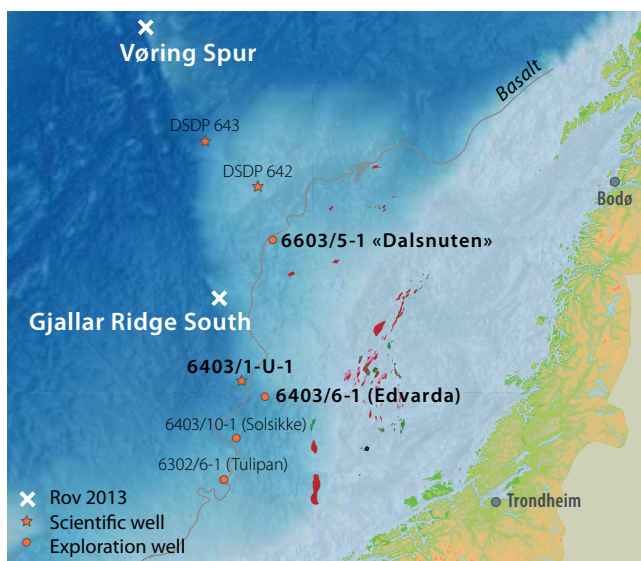 Vøring Spur
Basalt
DSDP 643
DSDP 642
Bodø
6603/5-1 «Dalsnuten»
Gjallar Ridge South
6403/1-U-1
6403/6-1 (Edvarda)
6403/10-1 (Solsikke)
6302/6-1 (Tulipan)
Rov 2013
Trondheim
Scientific well
Exploration well